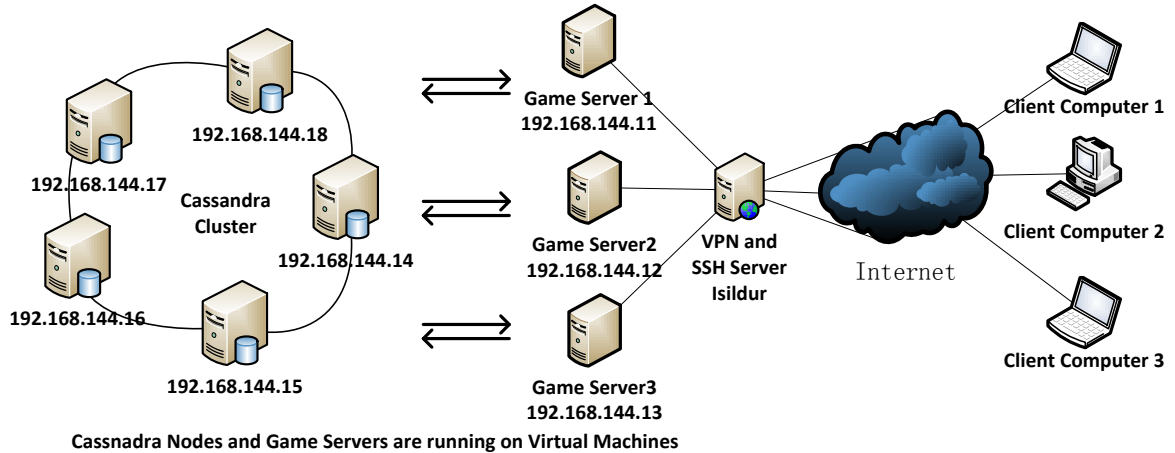 192.168.144.18
192.168.144.17
Cassandra
Cluster
192.168.144.14
192.168.144.16
192.168.144.15
Game Server 1
192.168.144.11
Game Server2
192.168.144.12
Game Server3
192.168.144.13
VPN and
SSH Server
Isildur
Internet
Client Computer 1
Client Computer 2
Client Computer 3
Cassnadra Nodes and Game Servers are running on Virtual Machines